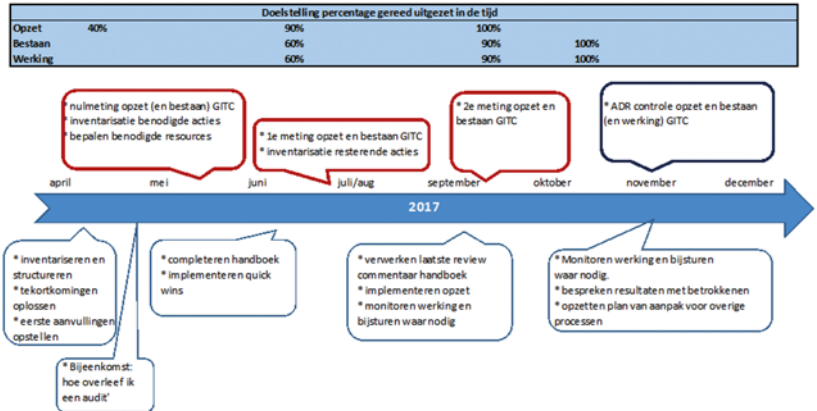 Doelstelling percentage gereed uitgezet in de tijd
Opzet 40% 90% 100%
Bestaan 60% 90% 100%
Werking 60% 90% 100%
* nulmeting opzet (en bestaan) GITC
* inventarisatie benodigde acties
* bepalen benodigde resources
* 1e meting opzet en bestaan GITC
* inventarisatie resterende acties
* 2e meting opzet en
bestaan GITC
* ADR controle opzet en bestaan
(en werking) GITC
april mei juni juli/aug september oktober november december
2017
* inventariseren en
structureren
* tekortkomingen
oplossen
* eerste aanvullingen
opstellen
* Bijeenkomst:
hoe overleef ik
een audit'
* completeren handboek
* implementeren quick
wins
* verwerken laatste review
commentaar handboek
* implementeren opzet
* monitoren werking en
bijsturen waar nodig
* Monitoren werking en bijsturen
waar nodig.
* bespreken resultaten met betrokkenen
* opzetten plan van aanpak voor overige
processen